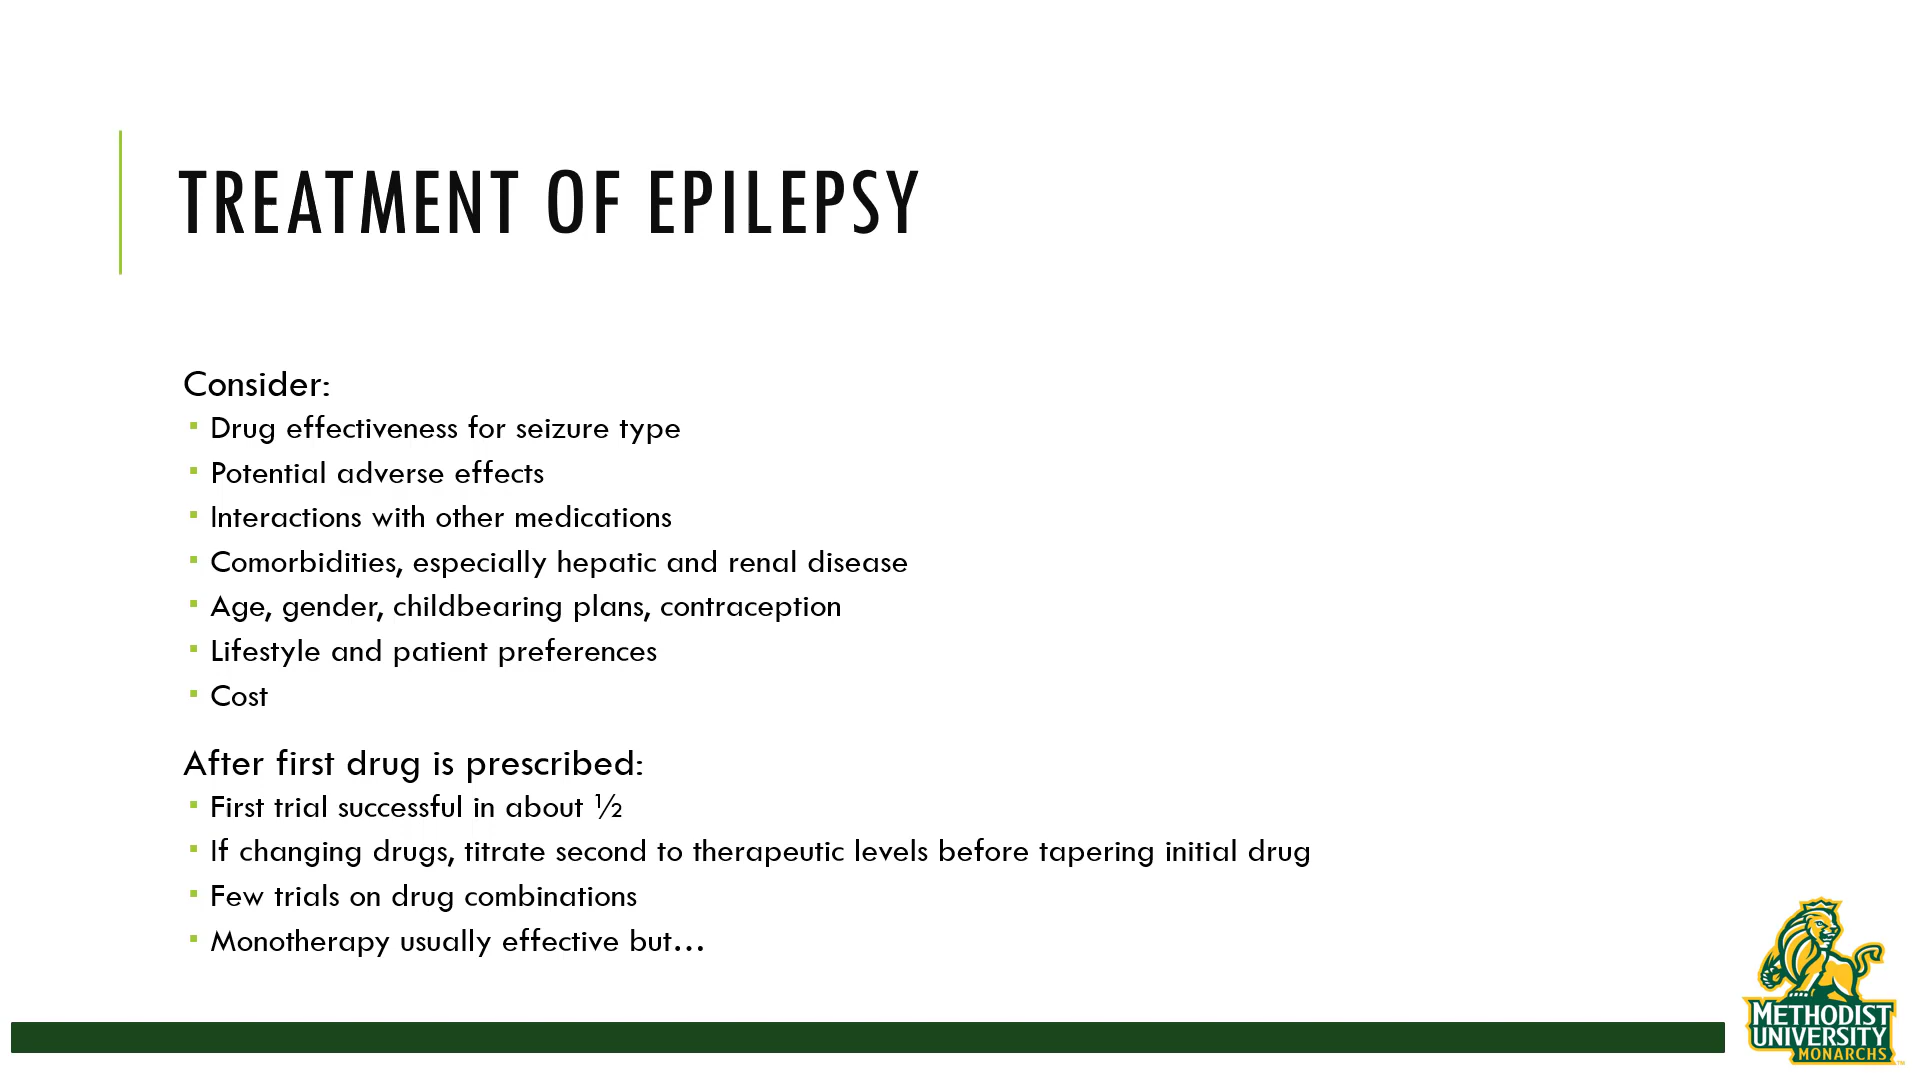 TREATMENT OF EPILEPSY
Consider:
Drug effectiveness for seizure type
Potential adverse effects
Interactions with other medications
Comorbidities, especially hepatic and renal disease
Age, gender, childbearing plans, contraception
Lifestyle and patient preferences
Cost
After first drug is prescribed:
First trial successful in about ½
If changing drugs, titrate second to therapeutic levels before tapering initial drug
Few trials on drug combinations
Monotherapy usually effective but…
METHODIST
UNIVERSITY
MONARCHS™